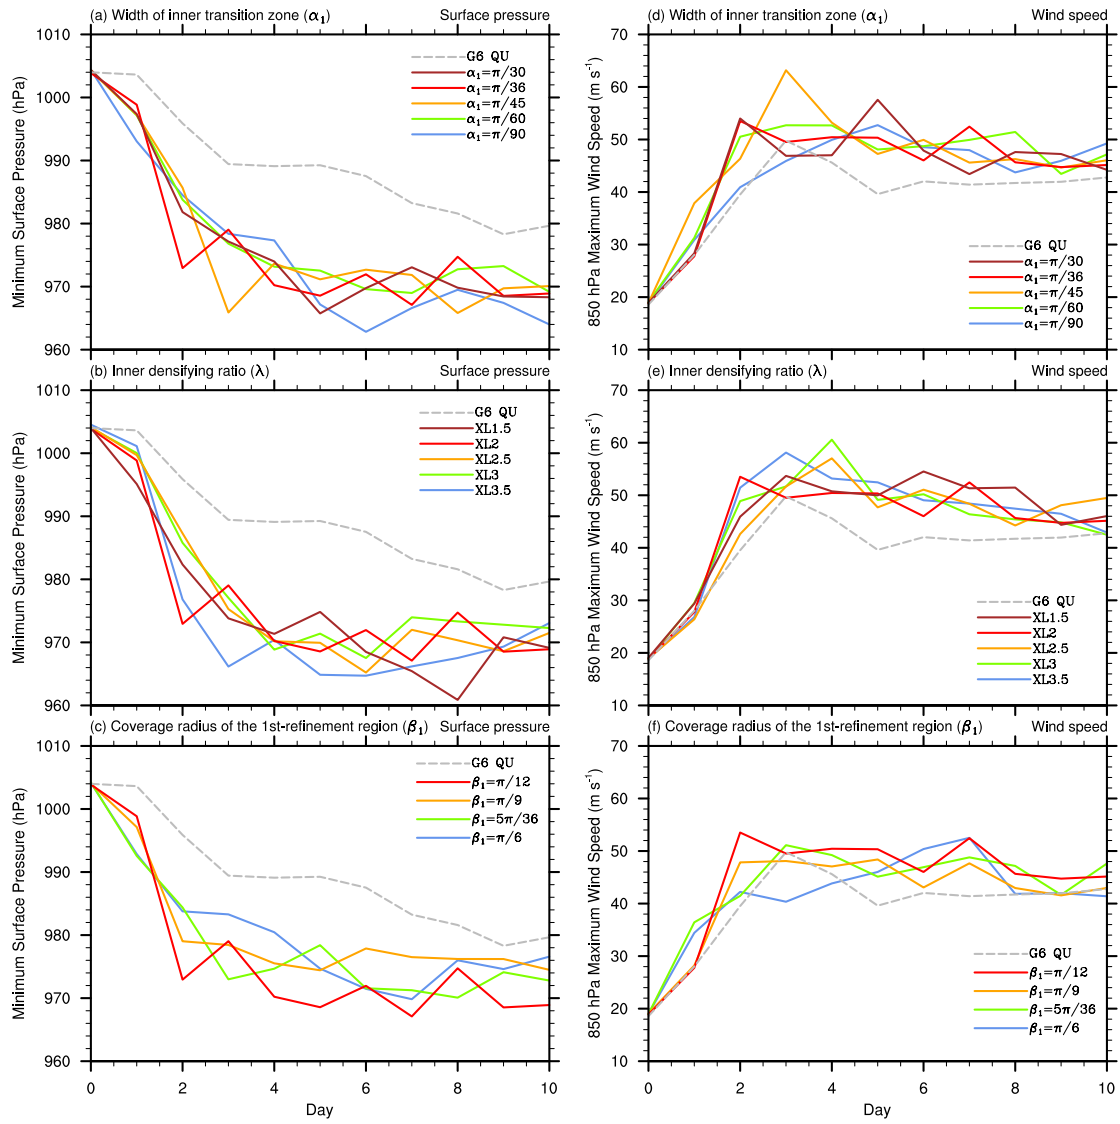 (a) Width of inner transition zone (α₁) Surface pressure
1010
1000
990
980
970
960
Minimum Surface Pressure (hPa)
G6 QU
α₁=π/30
α₁=π/36
α₁=π/45
α₁=π/60
α₁=π/90
(b) Inner densifying ratio (λ) Surface pressure
1010
1000
990
980
970
960
Minimum Surface Pressure (hPa)
G6 QU
XL1.5
XL2
XL2.5
XL3
XL3.5
(c) Coverage radius of the 1st-refinement region (β₁) Surface pressure
1010
1000
990
980
970
960
Minimum Surface Pressure (hPa)
G6 QU
β₁=π/12
β₁=π/9
β₁=5π/36
β₁=π/6
0 2 4 6 8 10
Day
(d) Width of inner transition zone (α₁) Wind speed
70
60
50
40
30
20
10
850 hPa Maximum Wind Speed (m s⁻¹)
G6 QU
α₁=π/30
α₁=π/36
α₁=π/45
α₁=π/60
α₁=π/90
(e) Inner densifying ratio (λ) Wind speed
70
60
50
40
30
20
10
850 hPa Maximum Wind Speed (m s⁻¹)
G6 QU
XL1.5
XL2
XL2.5
XL3
XL3.5
(f) Coverage radius of the 1st-refinement region (β₁) Wind speed
70
60
50
40
30
20
10
850 hPa Maximum Wind Speed (m s⁻¹)
G6 QU
β₁=π/12
β₁=π/9
β₁=5π/36
β₁=π/6
0 2 4 6 8 10
Day